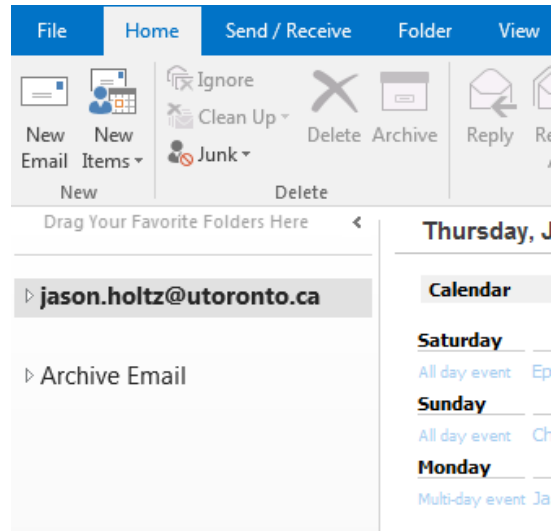 File Home Send / Receive Folder View
Ignore
Clean Up
Junk
Delete Archive Reply
New Email
New Items
New Delete
Drag Your Favorite Folders Here
jason.holtz@utoronto.ca
Archive Email
Thursday,
Calendar
Saturday
All day event
Sunday
All day event
Monday
Multi-day event